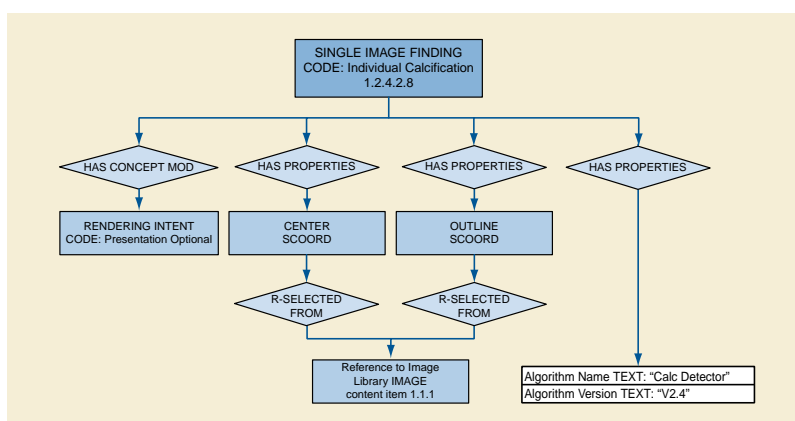 SINGLE IMAGE FINDING
CODE: Individual Calcification
1.2.4.2.8
HAS CONCEPT MOD
HAS PROPERTIES
HAS PROPERTIES
HAS PROPERTIES
RENDERING INTENT
CODE: Presentation Optional
CENTER
SCOORD
OUTLINE
SCOORD
R-SELECTED
FROM
R-SELECTED
FROM
Reference to Image
Library IMAGE
content item 1.1.1
Algorithm Name TEXT: “Calc Detector”
Algorithm Version TEXT: “V2.4”